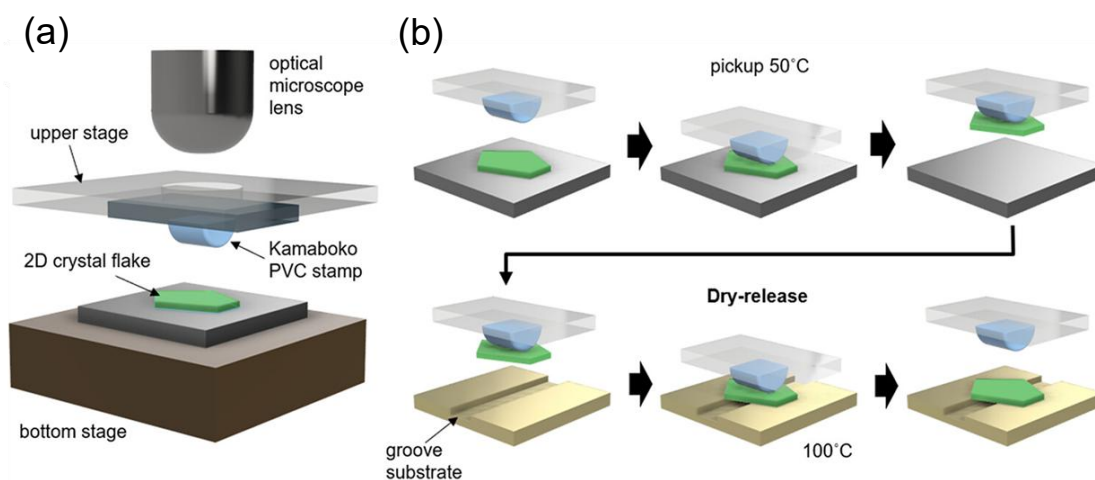 (a)
optical
microscope
lens
upper stage
Kamaboko
PVC stamp
2D crystal flake
bottom stage
(b)
pickup 50˚C
Dry-release
groove
substrate
100˚C